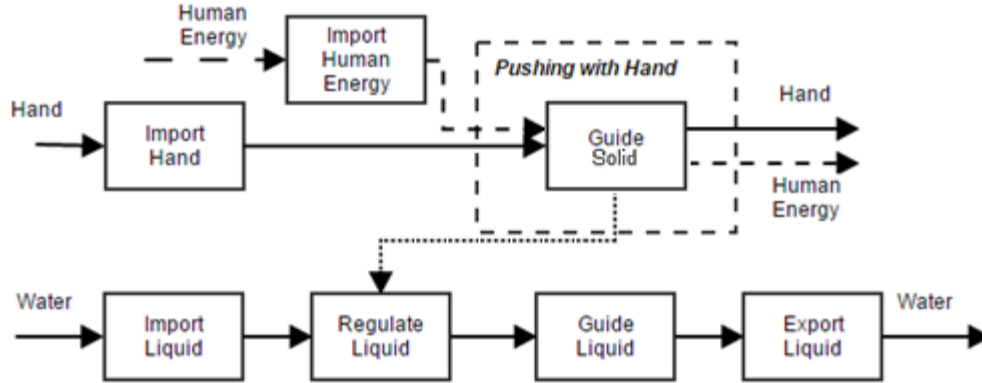 Human
Energy
Import
Human
Energy
Pushing with Hand
Hand
Import
Hand
Guide
Solid
Hand
Human
Energy
Water
Import
Liquid
Regulate
Liquid
Guide
Liquid
Export
Liquid
Water